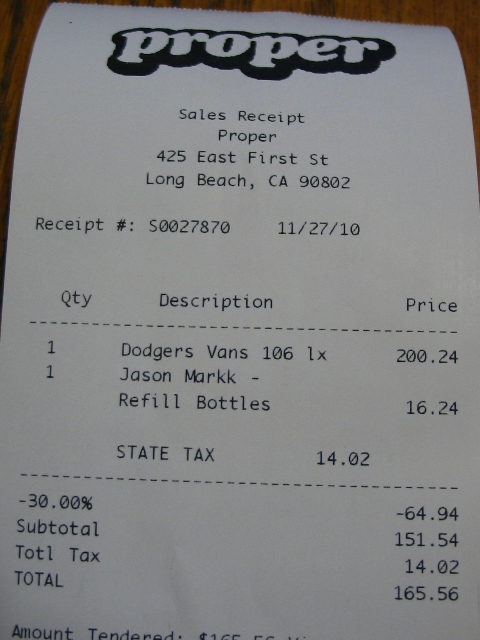 proper
Sales Receipt
Proper
425 East First St
Long Beach, CA 90802
Receipt #: S0027870 11/27/10
Qty Description Price
1 Dodgers Vans 106 lx 200.24
1 Jason Markk -
Refill Bottles 16.24
STATE TAX 14.02
-30.00% -64.94
Subtotal 151.54
Totl Tax 14.02
TOTAL 165.56
Amount Tendered: $165.56